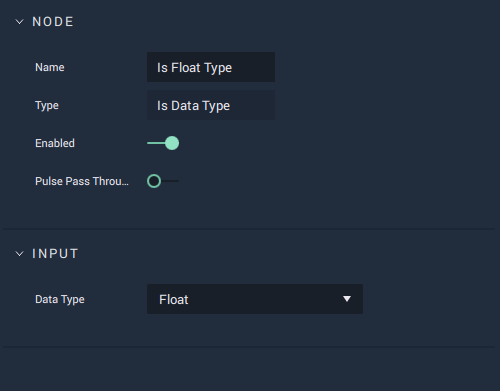 NODE
Name Is Float Type
Type Is Data Type
Enabled
Pulse Pass Throu...
INPUT
Data Type Float